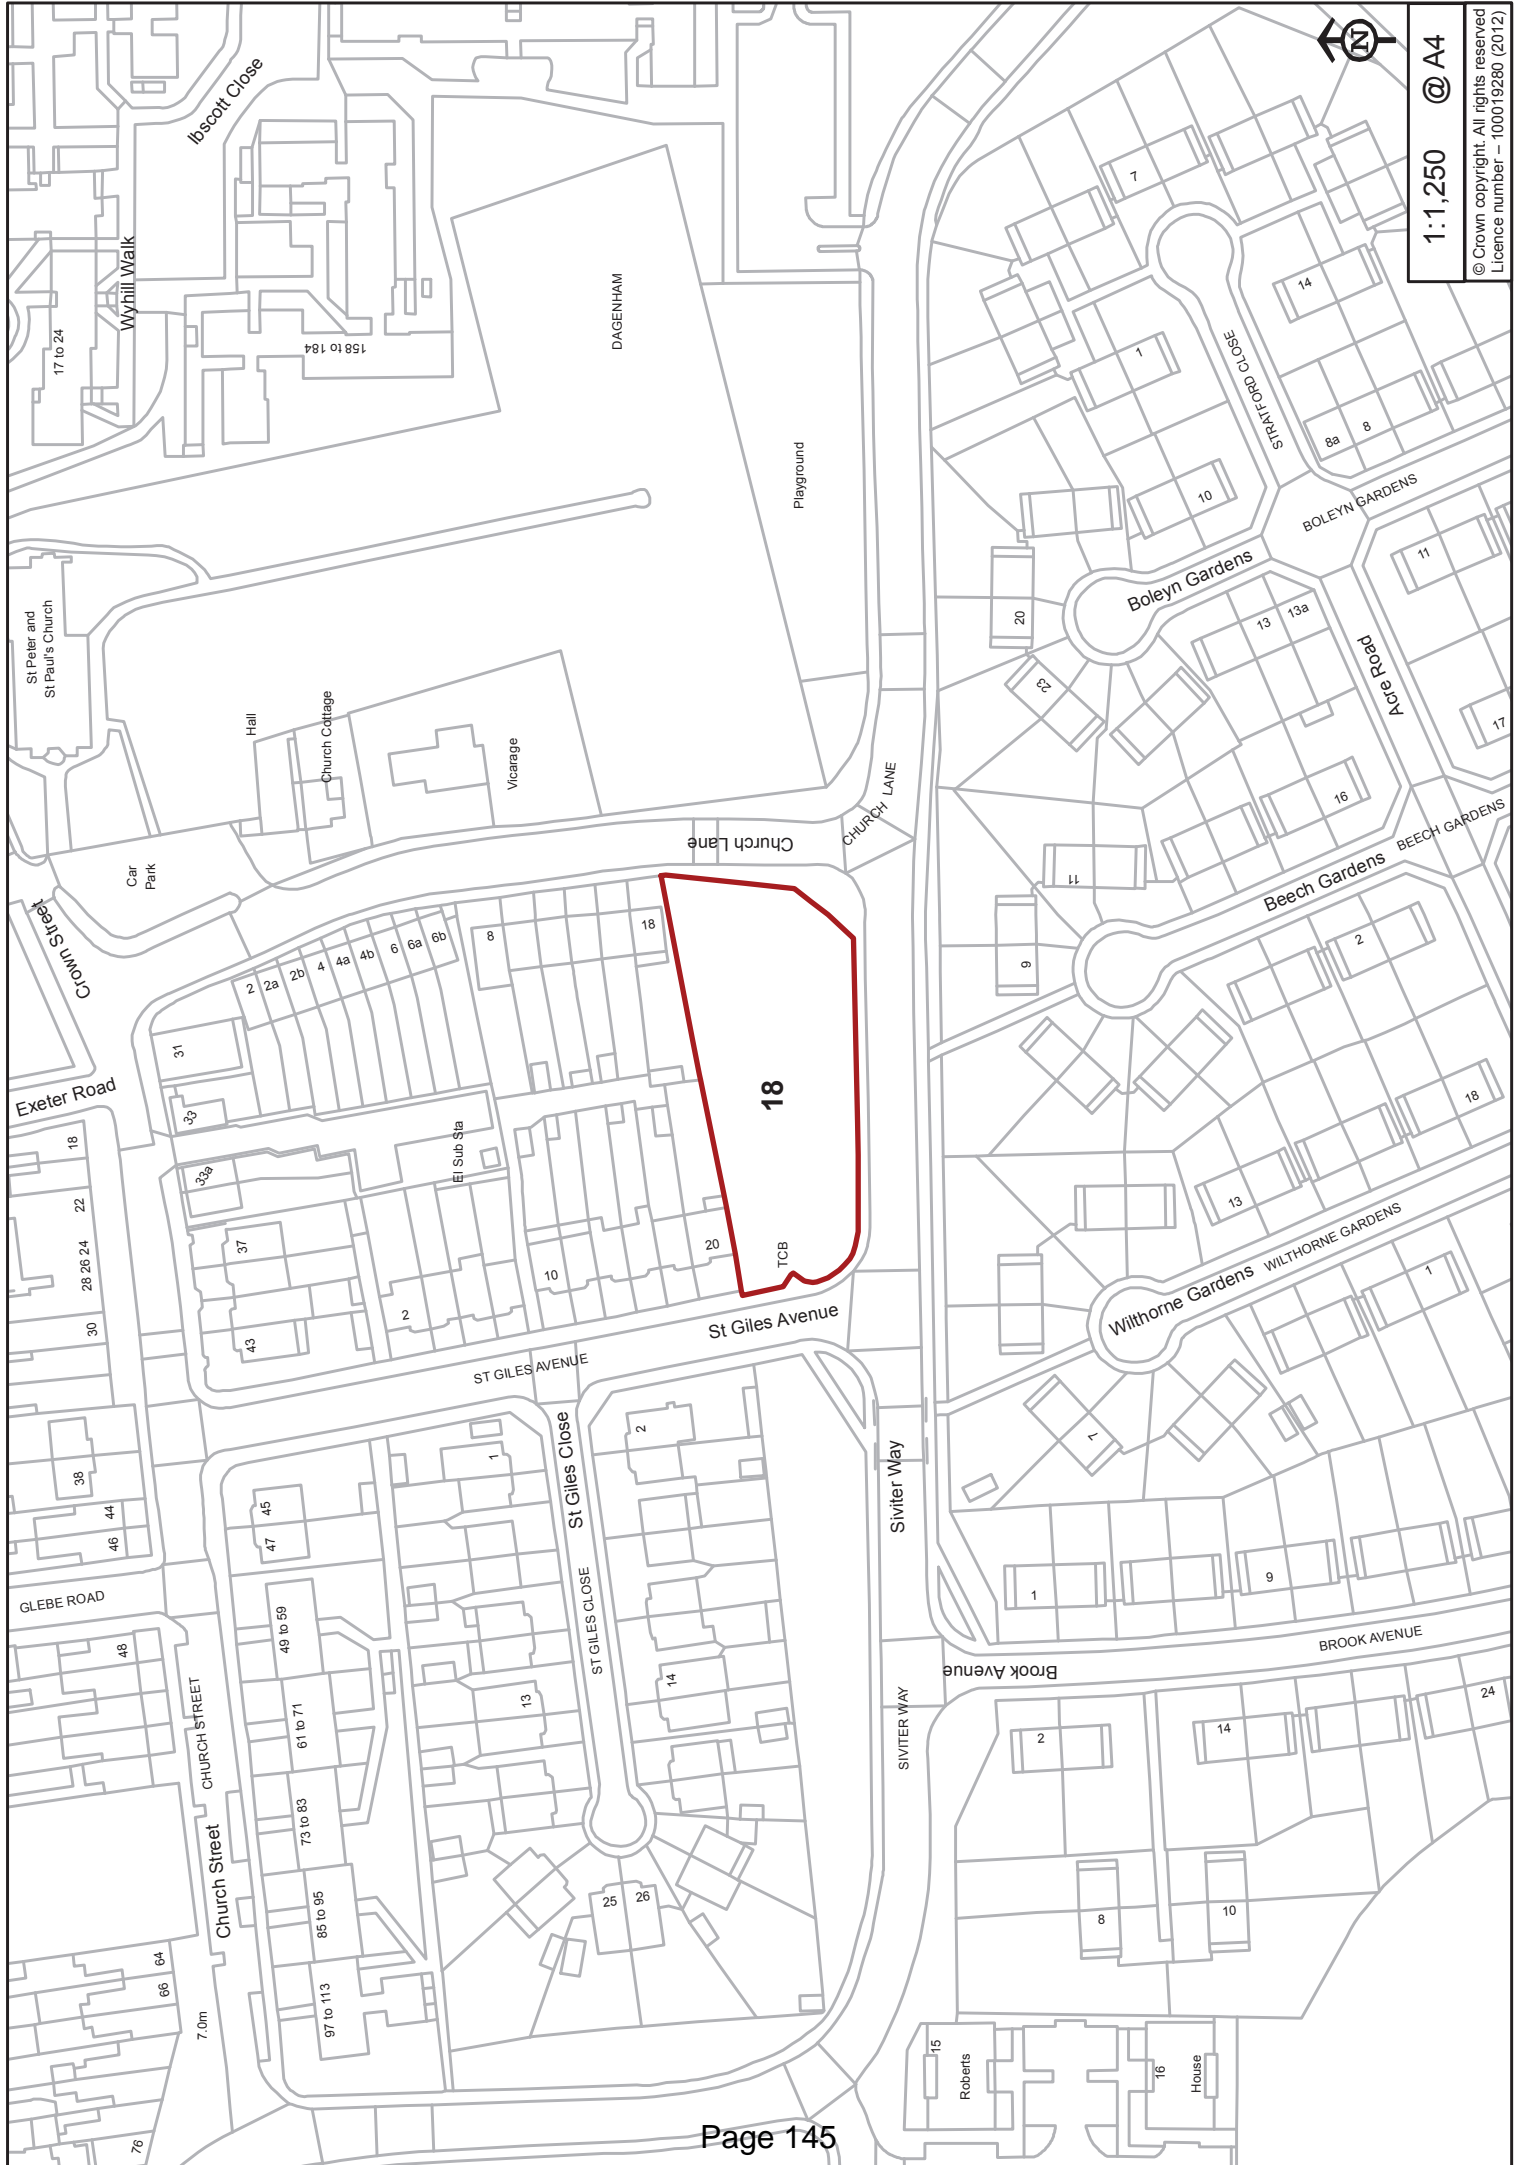 Ibscott Close
Wyhill Walk
17 to 24
158 to 184
DAGENHAM
Playground
St Peter and
St Paul's Church
Hall
Church Cottage
Vicarage
Car
Park
Crown Street
Exeter Road
Church Lane
CHURCH LANE
2
2a
2b
4
4a
4b
6
6a
6b
8
18
31
33
33a
El Sub Sta
18
22
28 26 24
30
37
43
2
10
20
TCB
18
St Giles Avenue
ST GILES AVENUE
38
44
46
GLEBE ROAD
48
45
47
49 to 59
61 to 71
73 to 83
85 to 95
97 to 113
CHURCH STREET
Church Street
64
66
7.0m
76
1
St Giles Close
ST GILES CLOSE
2
13
14
25
26
Siviter Way
SIVITER WAY
7
1
10
STRATFORD CLOSE
14
8a
8
BOLEYN GARDENS
Boleyn Gardens
20
23
13
13a
11
17
Acre Road
16
BEECH GARDENS
Beech Gardens
11
9
2
18
13
WILTHORNE GARDENS
Wilthorne Gardens
1
7
1
9
BROOK AVENUE
Brook Avenue
2
14
24
8
10
15
Roberts
16
House
N
1:1,250 @ A4
© Crown copyright. All rights reserved
Licence number – 100019280 (2012)
Page 145